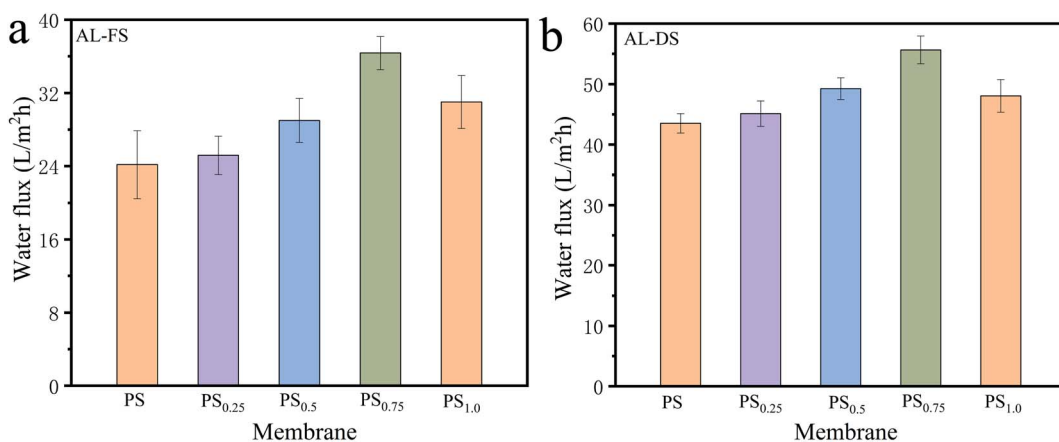 a
AL-FS
Water flux (L/m²h)
40
32
24
16
8
0
PS
PS0.25
PS0.5
PS0.75
PS1.0
Membrane
b
AL-DS
Water flux (L/m²h)
60
50
40
30
20
10
0
PS
PS0.25
PS0.5
PS0.75
PS1.0
Membrane